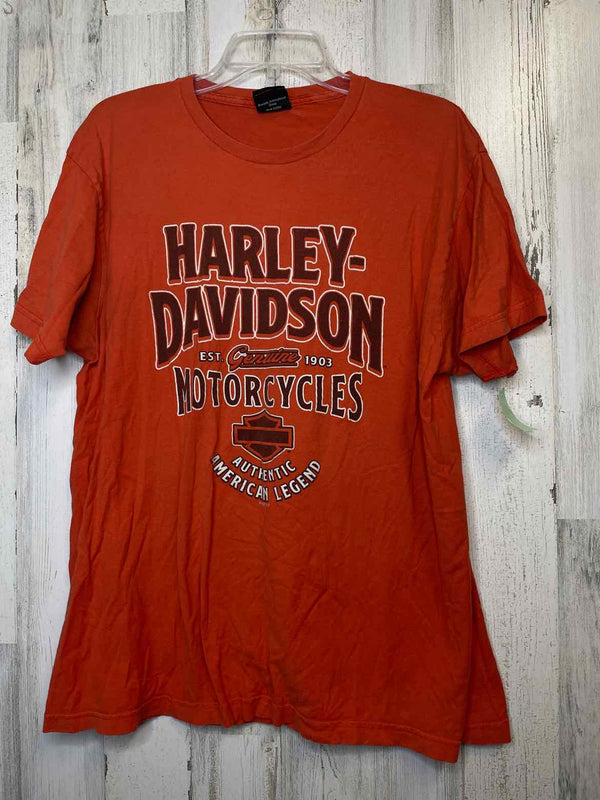 HARLEY-
DAVIDSON
EST. Genuine 1903
MOTORCYCLES
AUTHENTIC
AMERICAN LEGEND